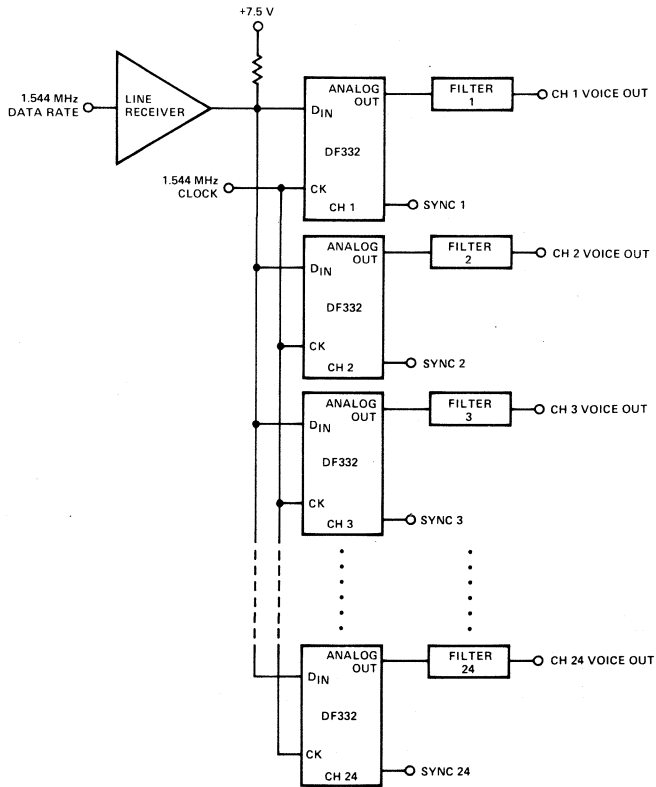 +7.5 V
1.544 MHz
DATA RATE
LINE
RECEIVER
ANALOG
OUT
DIN
DF332
CK
CH 1
FILTER
1
CH 1 VOICE OUT
1.544 MHz
CLOCK
SYNC 1
ANALOG
OUT
DIN
DF332
CK
CH 2
FILTER
2
CH 2 VOICE OUT
SYNC 2
ANALOG
OUT
DIN
DF332
CK
CH 3
FILTER
3
CH 3 VOICE OUT
SYNC 3
ANALOG
OUT
DIN
DF332
CK
CH 24
FILTER
24
CH 24 VOICE OUT
SYNC 24